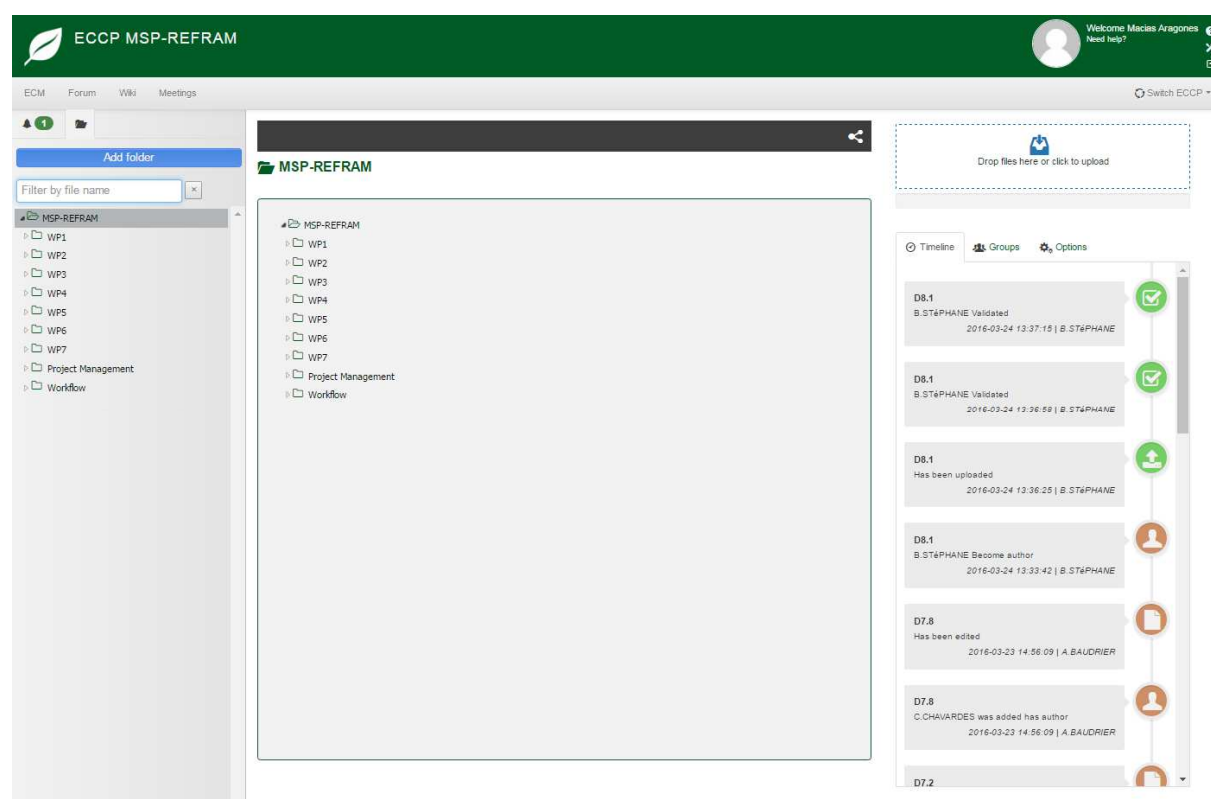 ECCP MSP-REFRAM
Welcome Macias Aragones
Need help?
ECM Forum Wiki Meetings
Switch ECCP
1
Add folder
Filter by file name
×
MSP-REFRAM
WP1
WP2
WP3
WP4
WP5
WP6
WP7
Project Management
Workflow
MSP-REFRAM
MSP-REFRAM
WP1
WP2
WP3
WP4
WP5
WP6
WP7
Project Management
Workflow
Drop files here or click to upload
Timeline Groups Options
D8.1
B.STéPHANE Validated
2016-03-24 13:37:15 | B.STéPHANE
D8.1
B.STéPHANE Validated
2016-03-24 13:36:59 | B.STéPHANE
D8.1
Has been uploaded
2016-03-24 13:36:25 | B.STéPHANE
D8.1
B.STéPHANE Become author
2016-03-24 13:33:42 | B.STéPHANE
D7.8
Has been edited
2016-03-23 14:56:09 | A.BAUDRIER
D7.8
C.CHAVARDES was added has author
2016-03-23 14:56:09 | A.BAUDRIER
D7.2